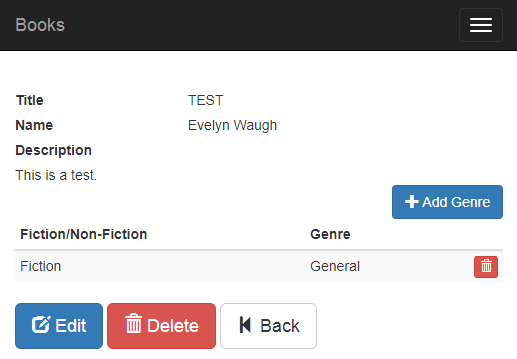 Books
Title TEST
Name Evelyn Waugh
Description
This is a test.
Add Genre
Fiction/Non-Fiction Genre
Fiction General
Edit Delete Back